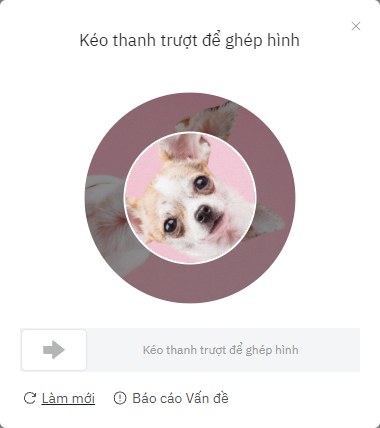 Kéo thanh trượt để ghép hình
Kéo thanh trượt để ghép hình
Làm mới
Báo cáo Vấn đề